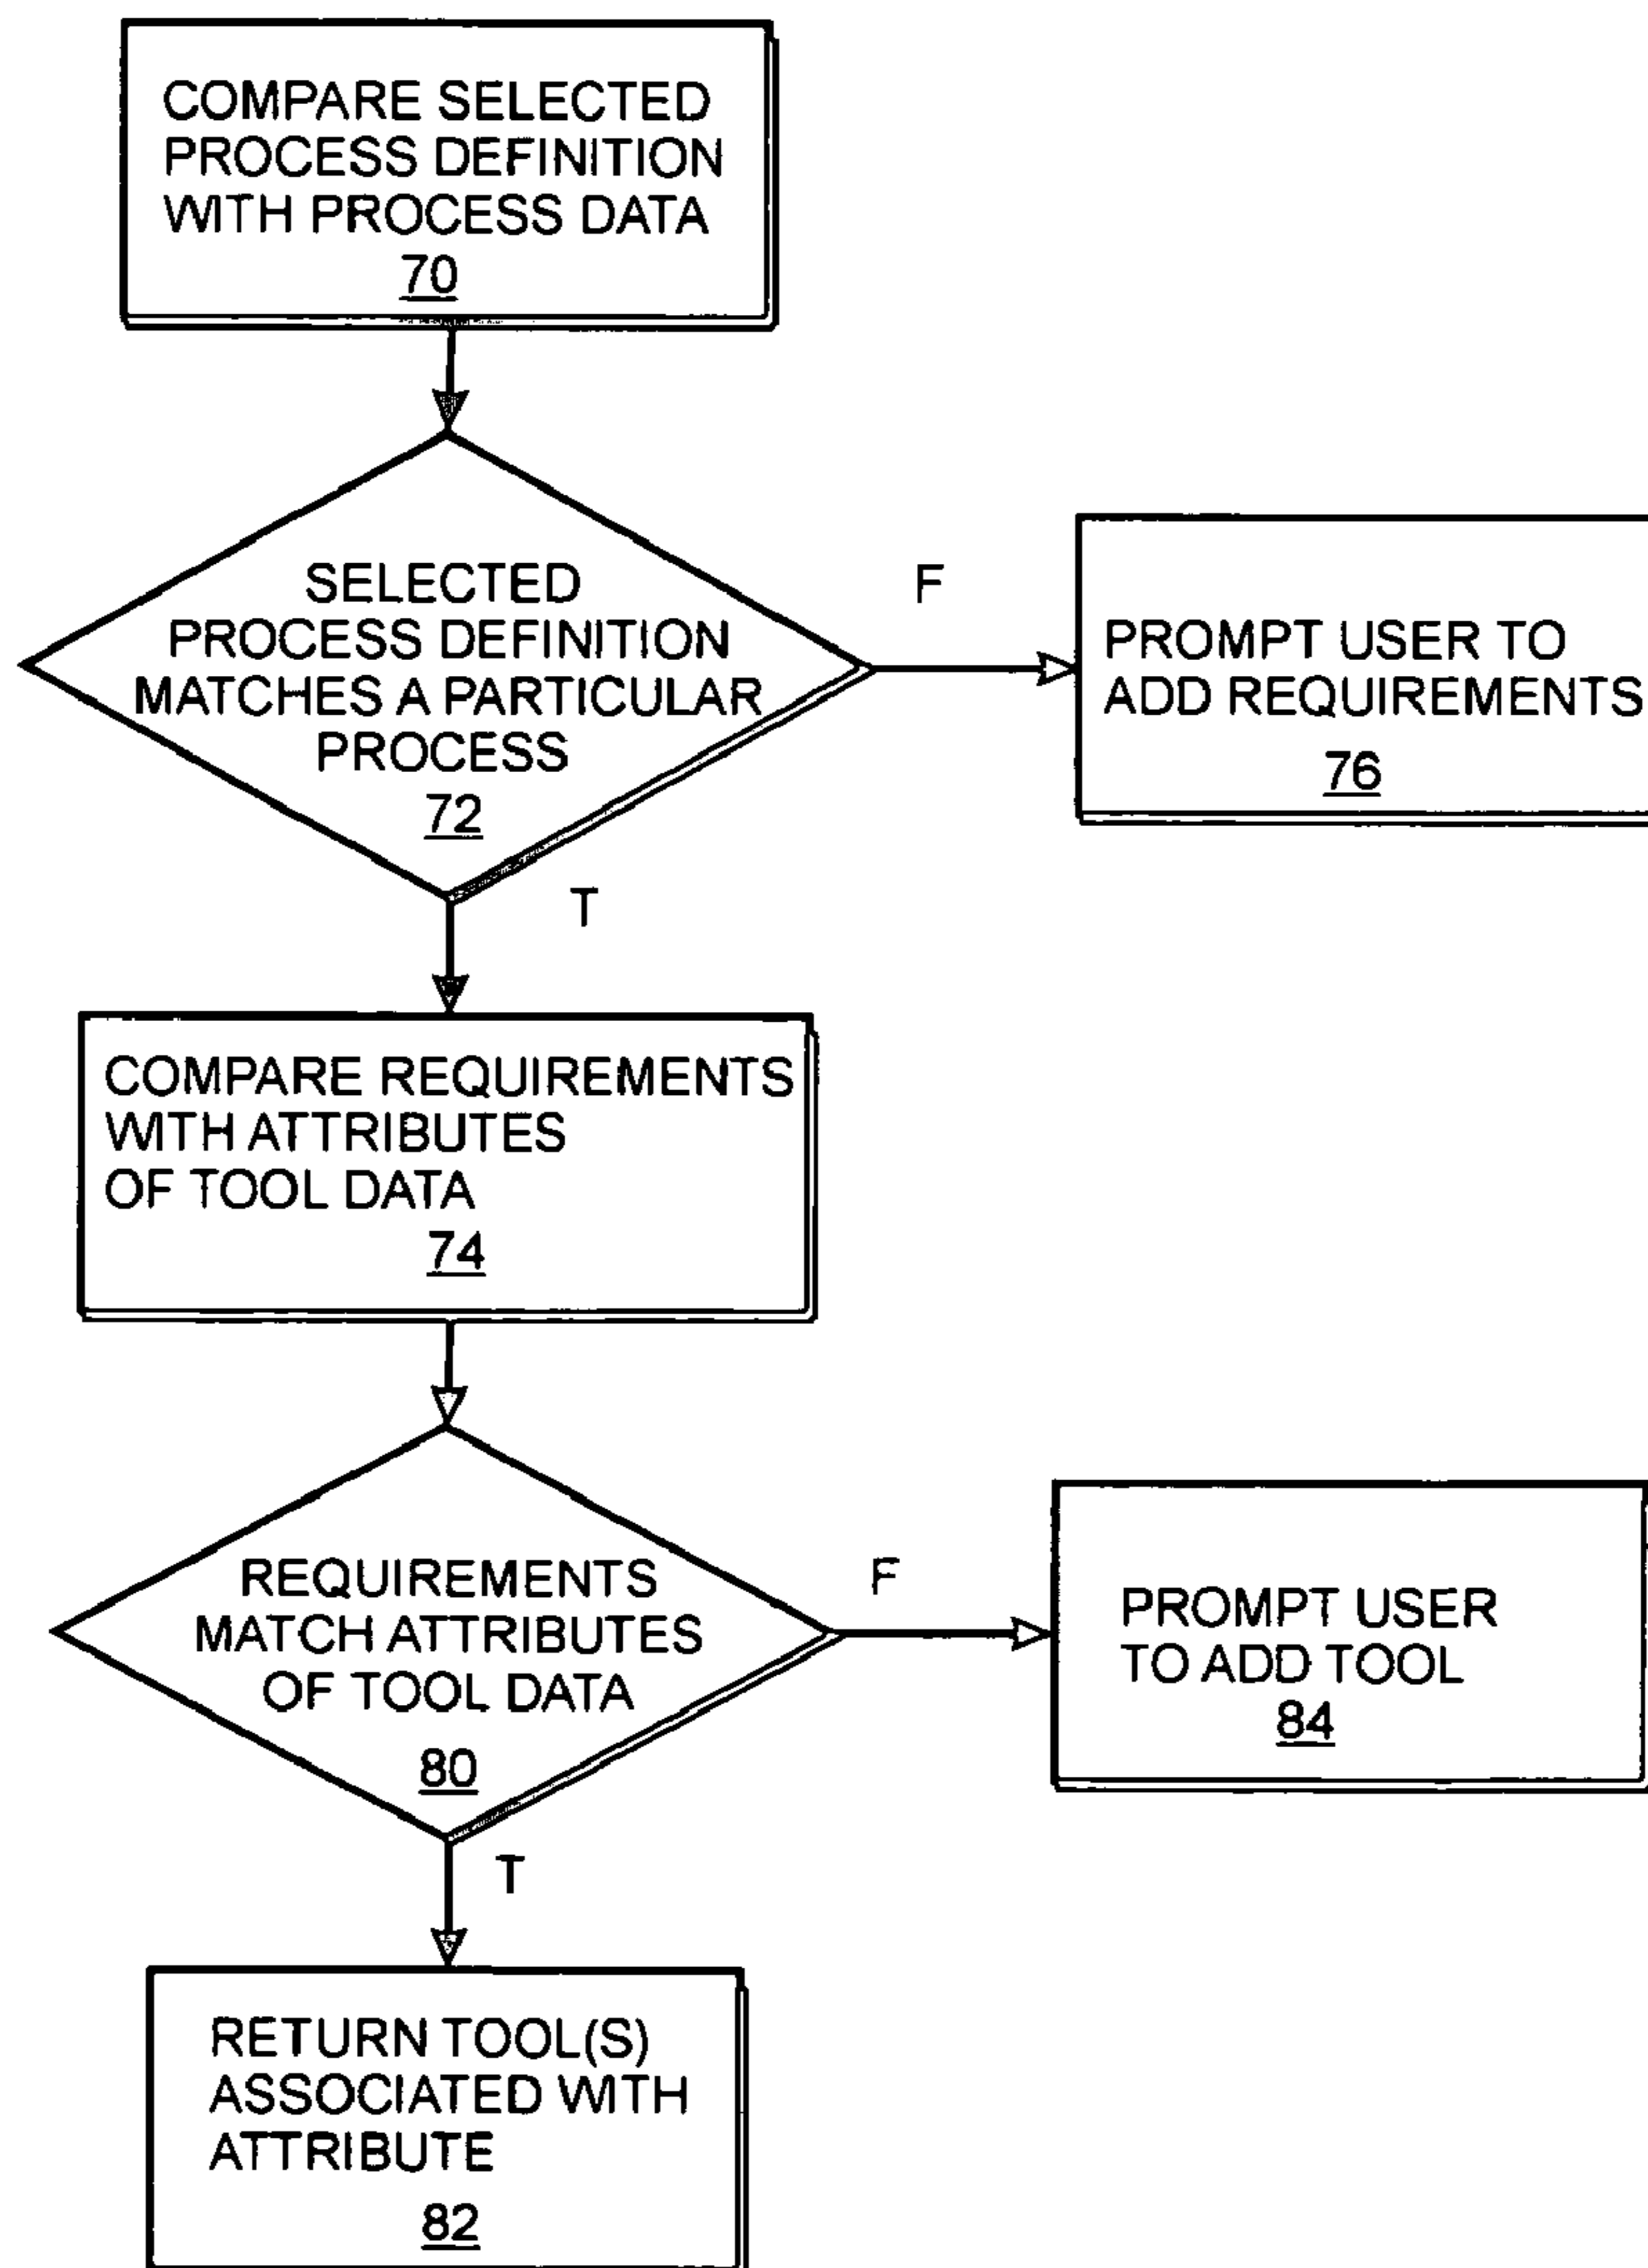 COMPARE SELECTED
PROCESS DEFINITION
WITH PROCESS DATA
70
SELECTED
PROCESS DEFINITION
MATCHES A PARTICULAR
PROCESS
72
F
PROMPT USER TO
ADD REQUIREMENTS
76
T
COMPARE REQUIREMENTS
WITH ATTRIBUTES
OF TOOL DATA
74
REQUIREMENTS
MATCH ATTRIBUTES
OF TOOL DATA
80
F
PROMPT USER
TO ADD TOOL
84
T
RETURN TOOL(S)
ASSOCIATED WITH
ATTRIBUTE
82